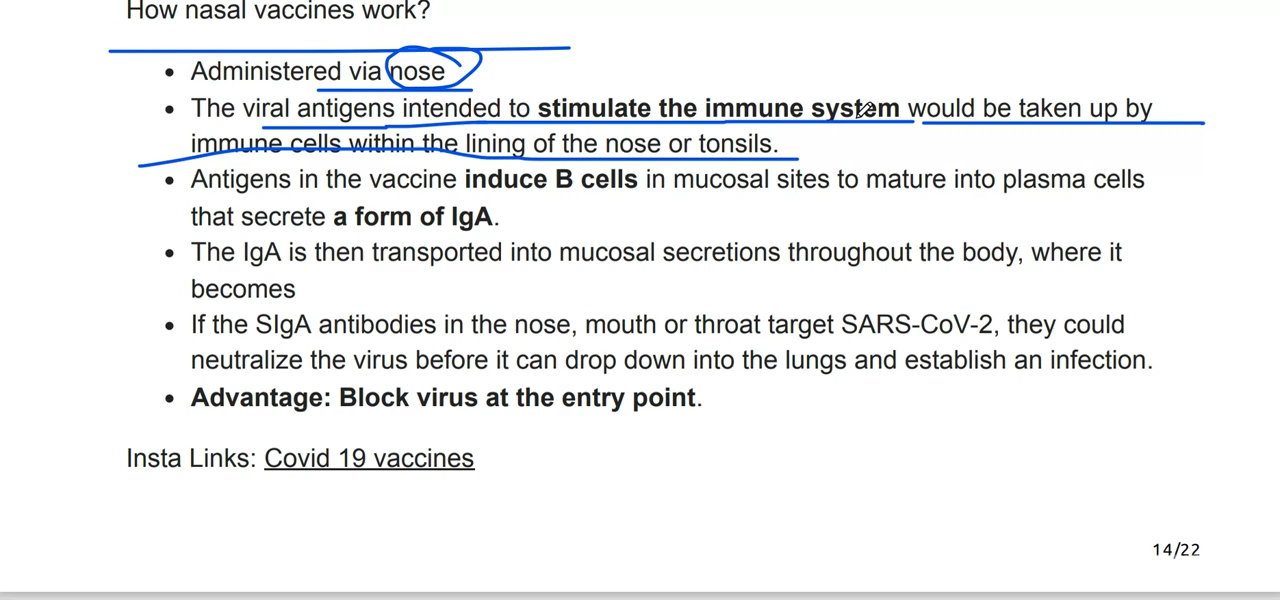 How nasal vaccines work?
• Administered via nose
• The viral antigens intended to stimulate the immune system would be taken up by
immune cells within the lining of the nose or tonsils.
• Antigens in the vaccine induce B cells in mucosal sites to mature into plasma cells
that secrete a form of IgA.
• The IgA is then transported into mucosal secretions throughout the body, where it
becomes
• If the SIgA antibodies in the nose, mouth or throat target SARS-CoV-2, they could
neutralize the virus before it can drop down into the lungs and establish an infection.
• Advantage: Block virus at the entry point.
Insta Links: Covid 19 vaccines
14/22